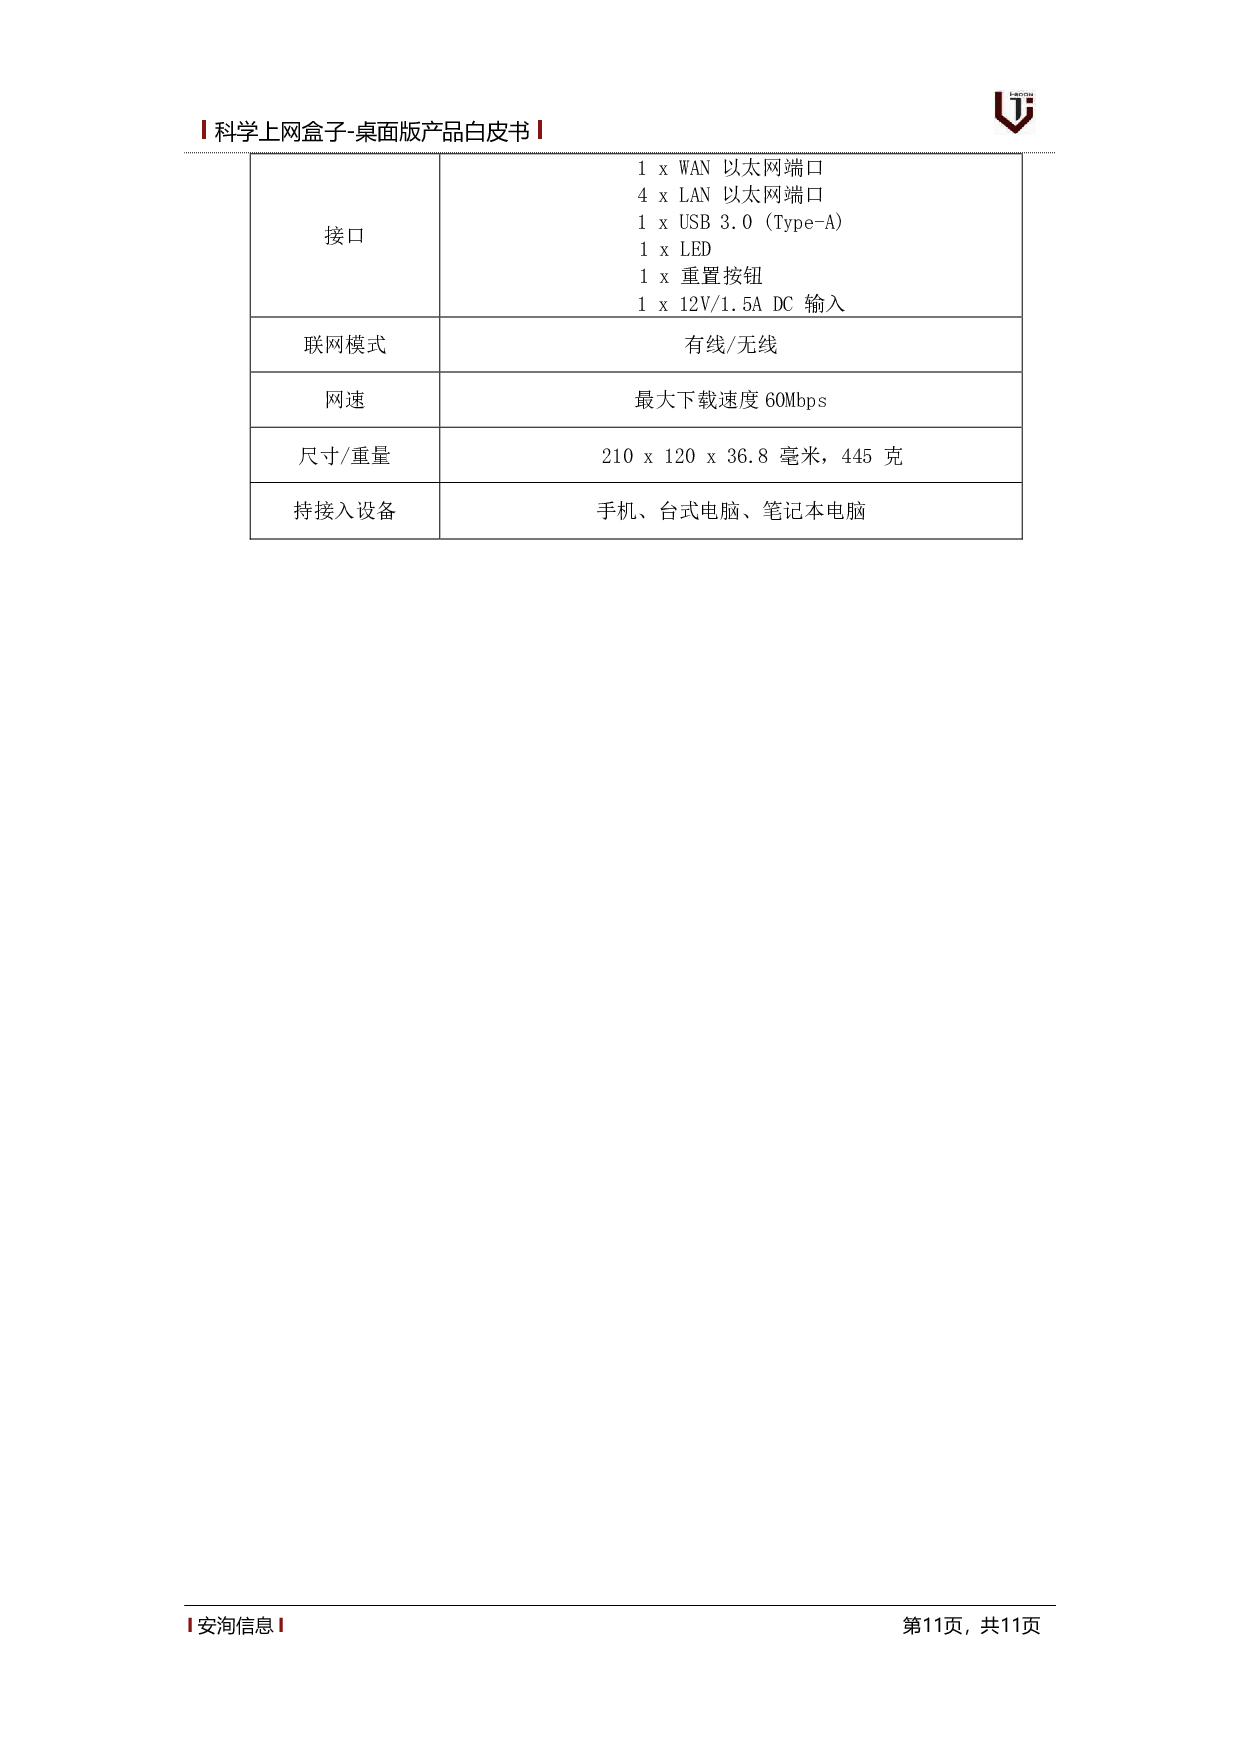 科学上网盒子-桌面版产品白皮书
i-SOON
接口
1 x WAN 以太网端口
4 x LAN 以太网端口
1 x USB 3.0 (Type-A)
1 x LED
1 x 重置按钮
1 x 12V/1.5A DC 输入
联网模式 有线/无线
网速 最大下载速度 60Mbps
尺寸/重量 210 x 120 x 36.8 毫米，445 克
持接入设备 手机、台式电脑、笔记本电脑
安洵信息 第11页，共11页